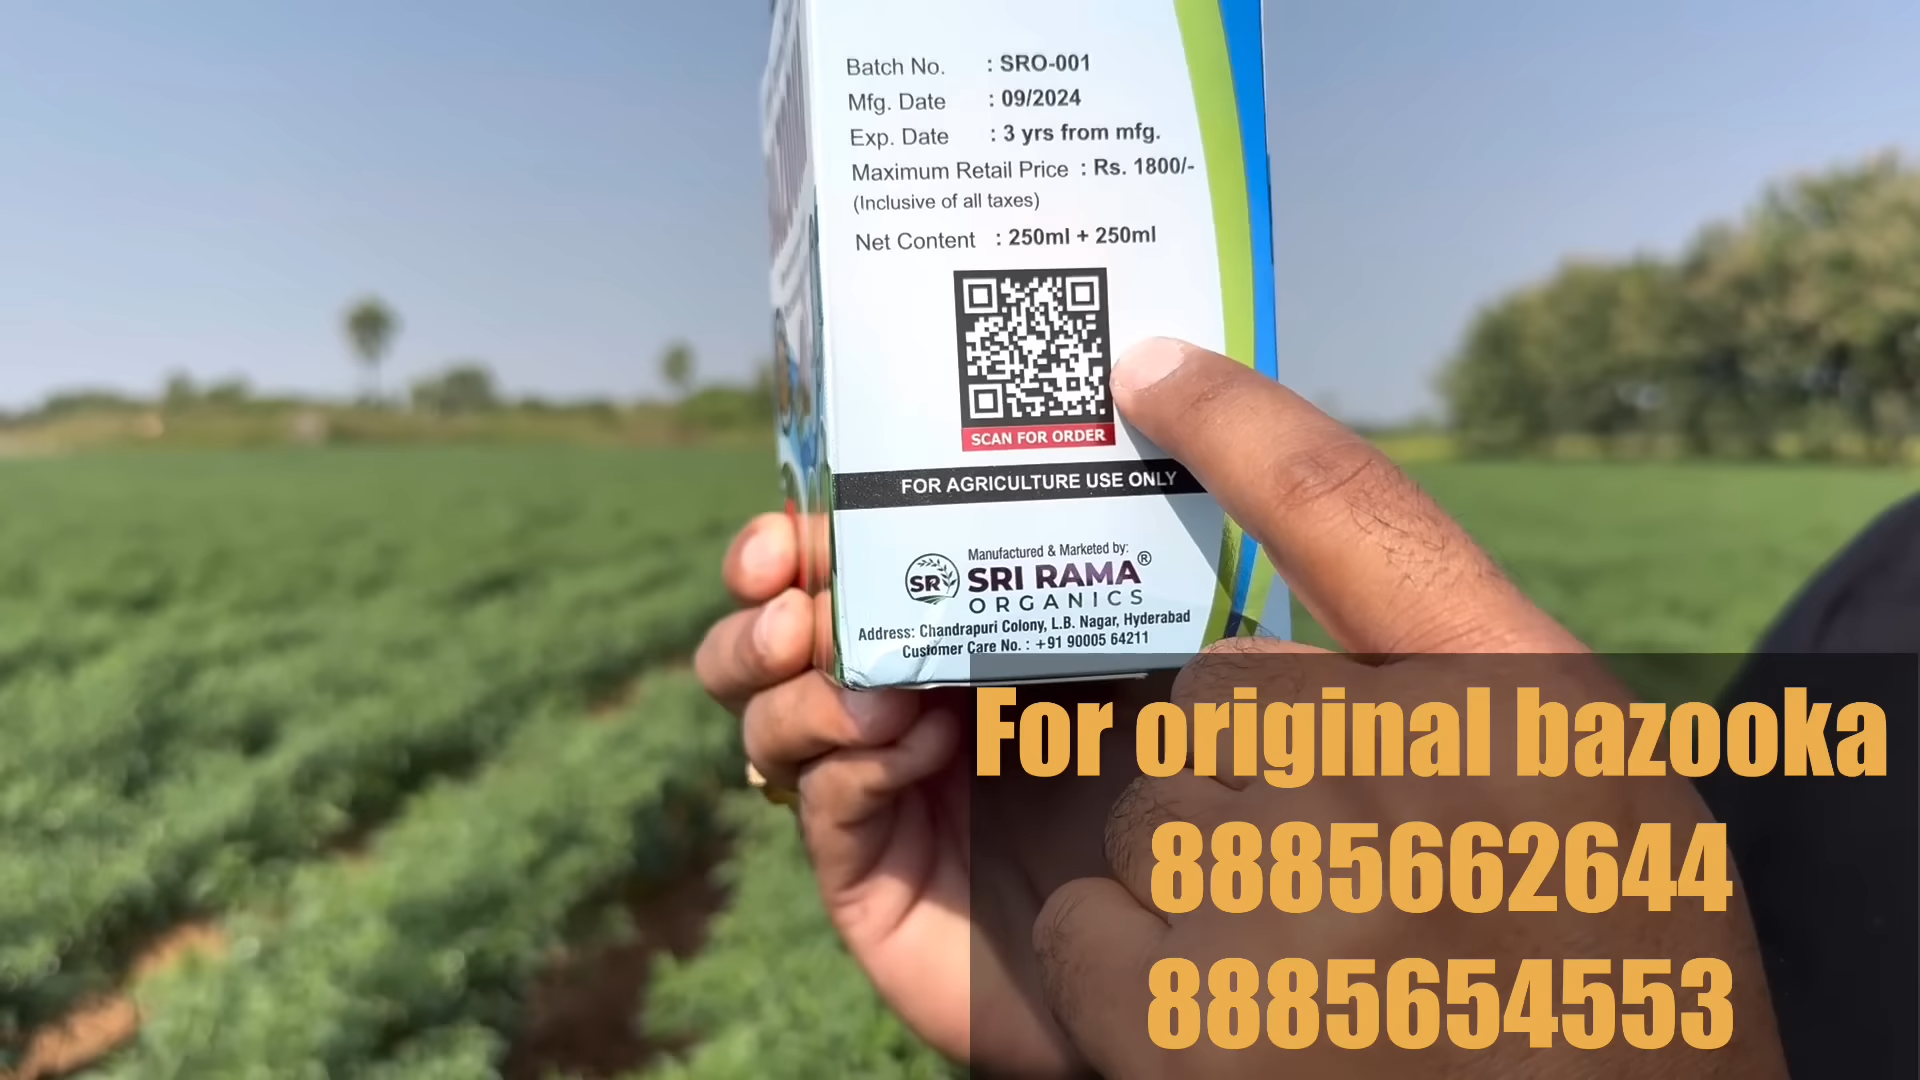 Batch No. : SRO-001
Mfg. Date : 09/2024
Exp. Date : 3 yrs from mfg.
Maximum Retail Price : Rs. 1800/-
(Inclusive of all taxes)
Net Content : 250ml + 250ml
SCAN FOR ORDER
FOR AGRICULTURE USE ONLY
Manufactured & Marketed by:
SR SRI RAMA®
ORGANICS
Address: Chandrapuri Colony, L.B. Nagar, Hyderabad
Customer Care No. : +91 90005 64211
For original bazooka
8885662644
8885654553